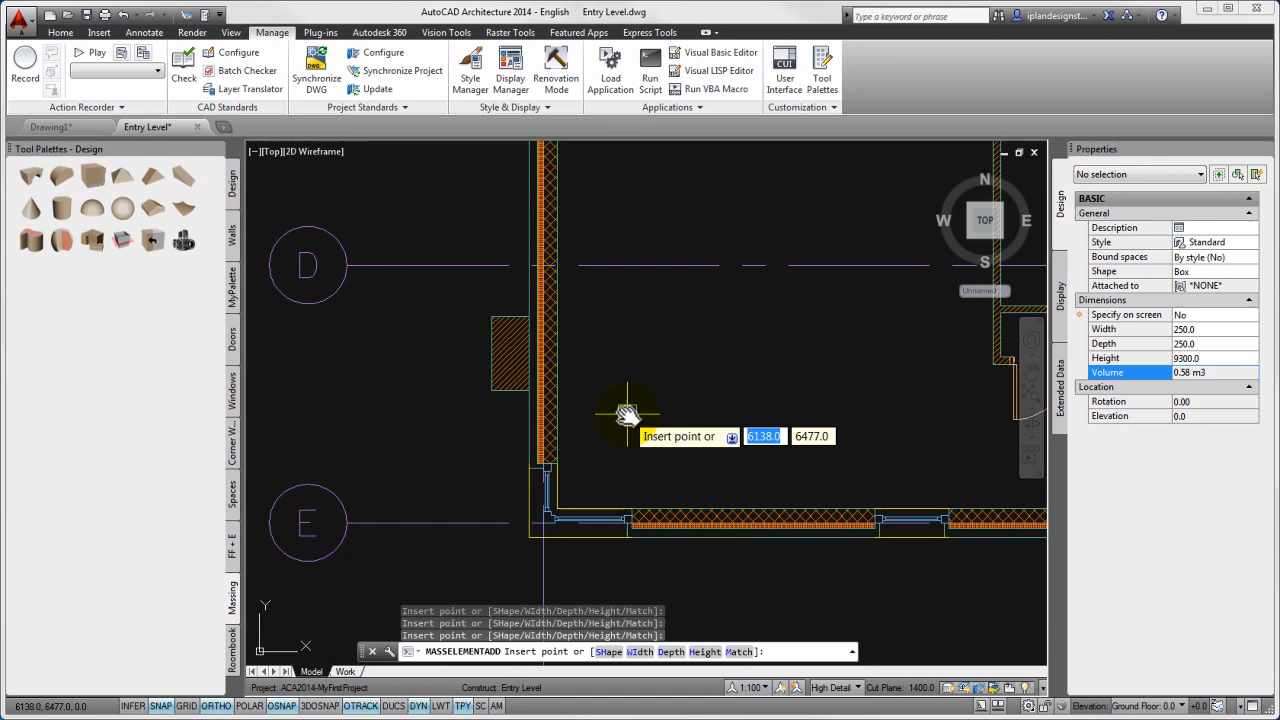 AutoCAD Architecture 2014 - English Entry Level.dwg
Type a keyword or phrase
iplandesignst...
Home Insert Annotate Render View Manage Plug-ins Autodesk 360 Vision Tools Raster Tools Featured Apps Express Tools
Record
Play
Action Recorder
Check
Configure
Batch Checker
Layer Translator
CAD Standards
Synchronize DWG
Configure
Synchronize Project
Update
Project Standards
Style Manager
Display Manager
Renovation Mode
Style & Display
Load Application
Run Script
Visual Basic Editor
Visual LISP Editor
Run VBA Macro
Applications
User Interface
Tool Palettes
Customization
CUI
Drawing1*
Entry Level*
Tool Palettes - Design
Design
Walls
MyPalette
Doors
Windows
Corner W...
Spaces
FF + E
Massing
Roombook
[−][Top][2D Wireframe]
N
W TOP E
S
Unnamed
D
E
Insert point or 6138.0 6477.0
Y
X
Insert point or [SHape/WIdth/Depth/Height/Match]:
Insert point or [SHape/WIdth/Depth/Height/Match]:
Insert point or [SHape/WIdth/Depth/Height/Match]:
MASSELEMENTADD Insert point or [SHape WIdth Depth Height Match]:
Model Work
Properties
No selection
Design
Display
Extended Data
BASIC
General
Description
Style Standard
Bound spaces By style (No)
Shape Box
Attached to *NONE*
Dimensions
Specify on screen No
Width 250.0
Depth 250.0
Height 9300.0
Volume 0.58 m3
Location
Rotation 0.00
Elevation 0.0
Project: ACA2014-MyFirstProject Construct: Entry Level
1:100 High Detail Cut Plane: 1400.0
6138.0, 6477.0, 0.0 INFER SNAP GRID ORTHO POLAR OSNAP 3DOSNAP OTRACK DUCS DYN LWT TPY SC AM
Elevation: Ground Floor... +0.0